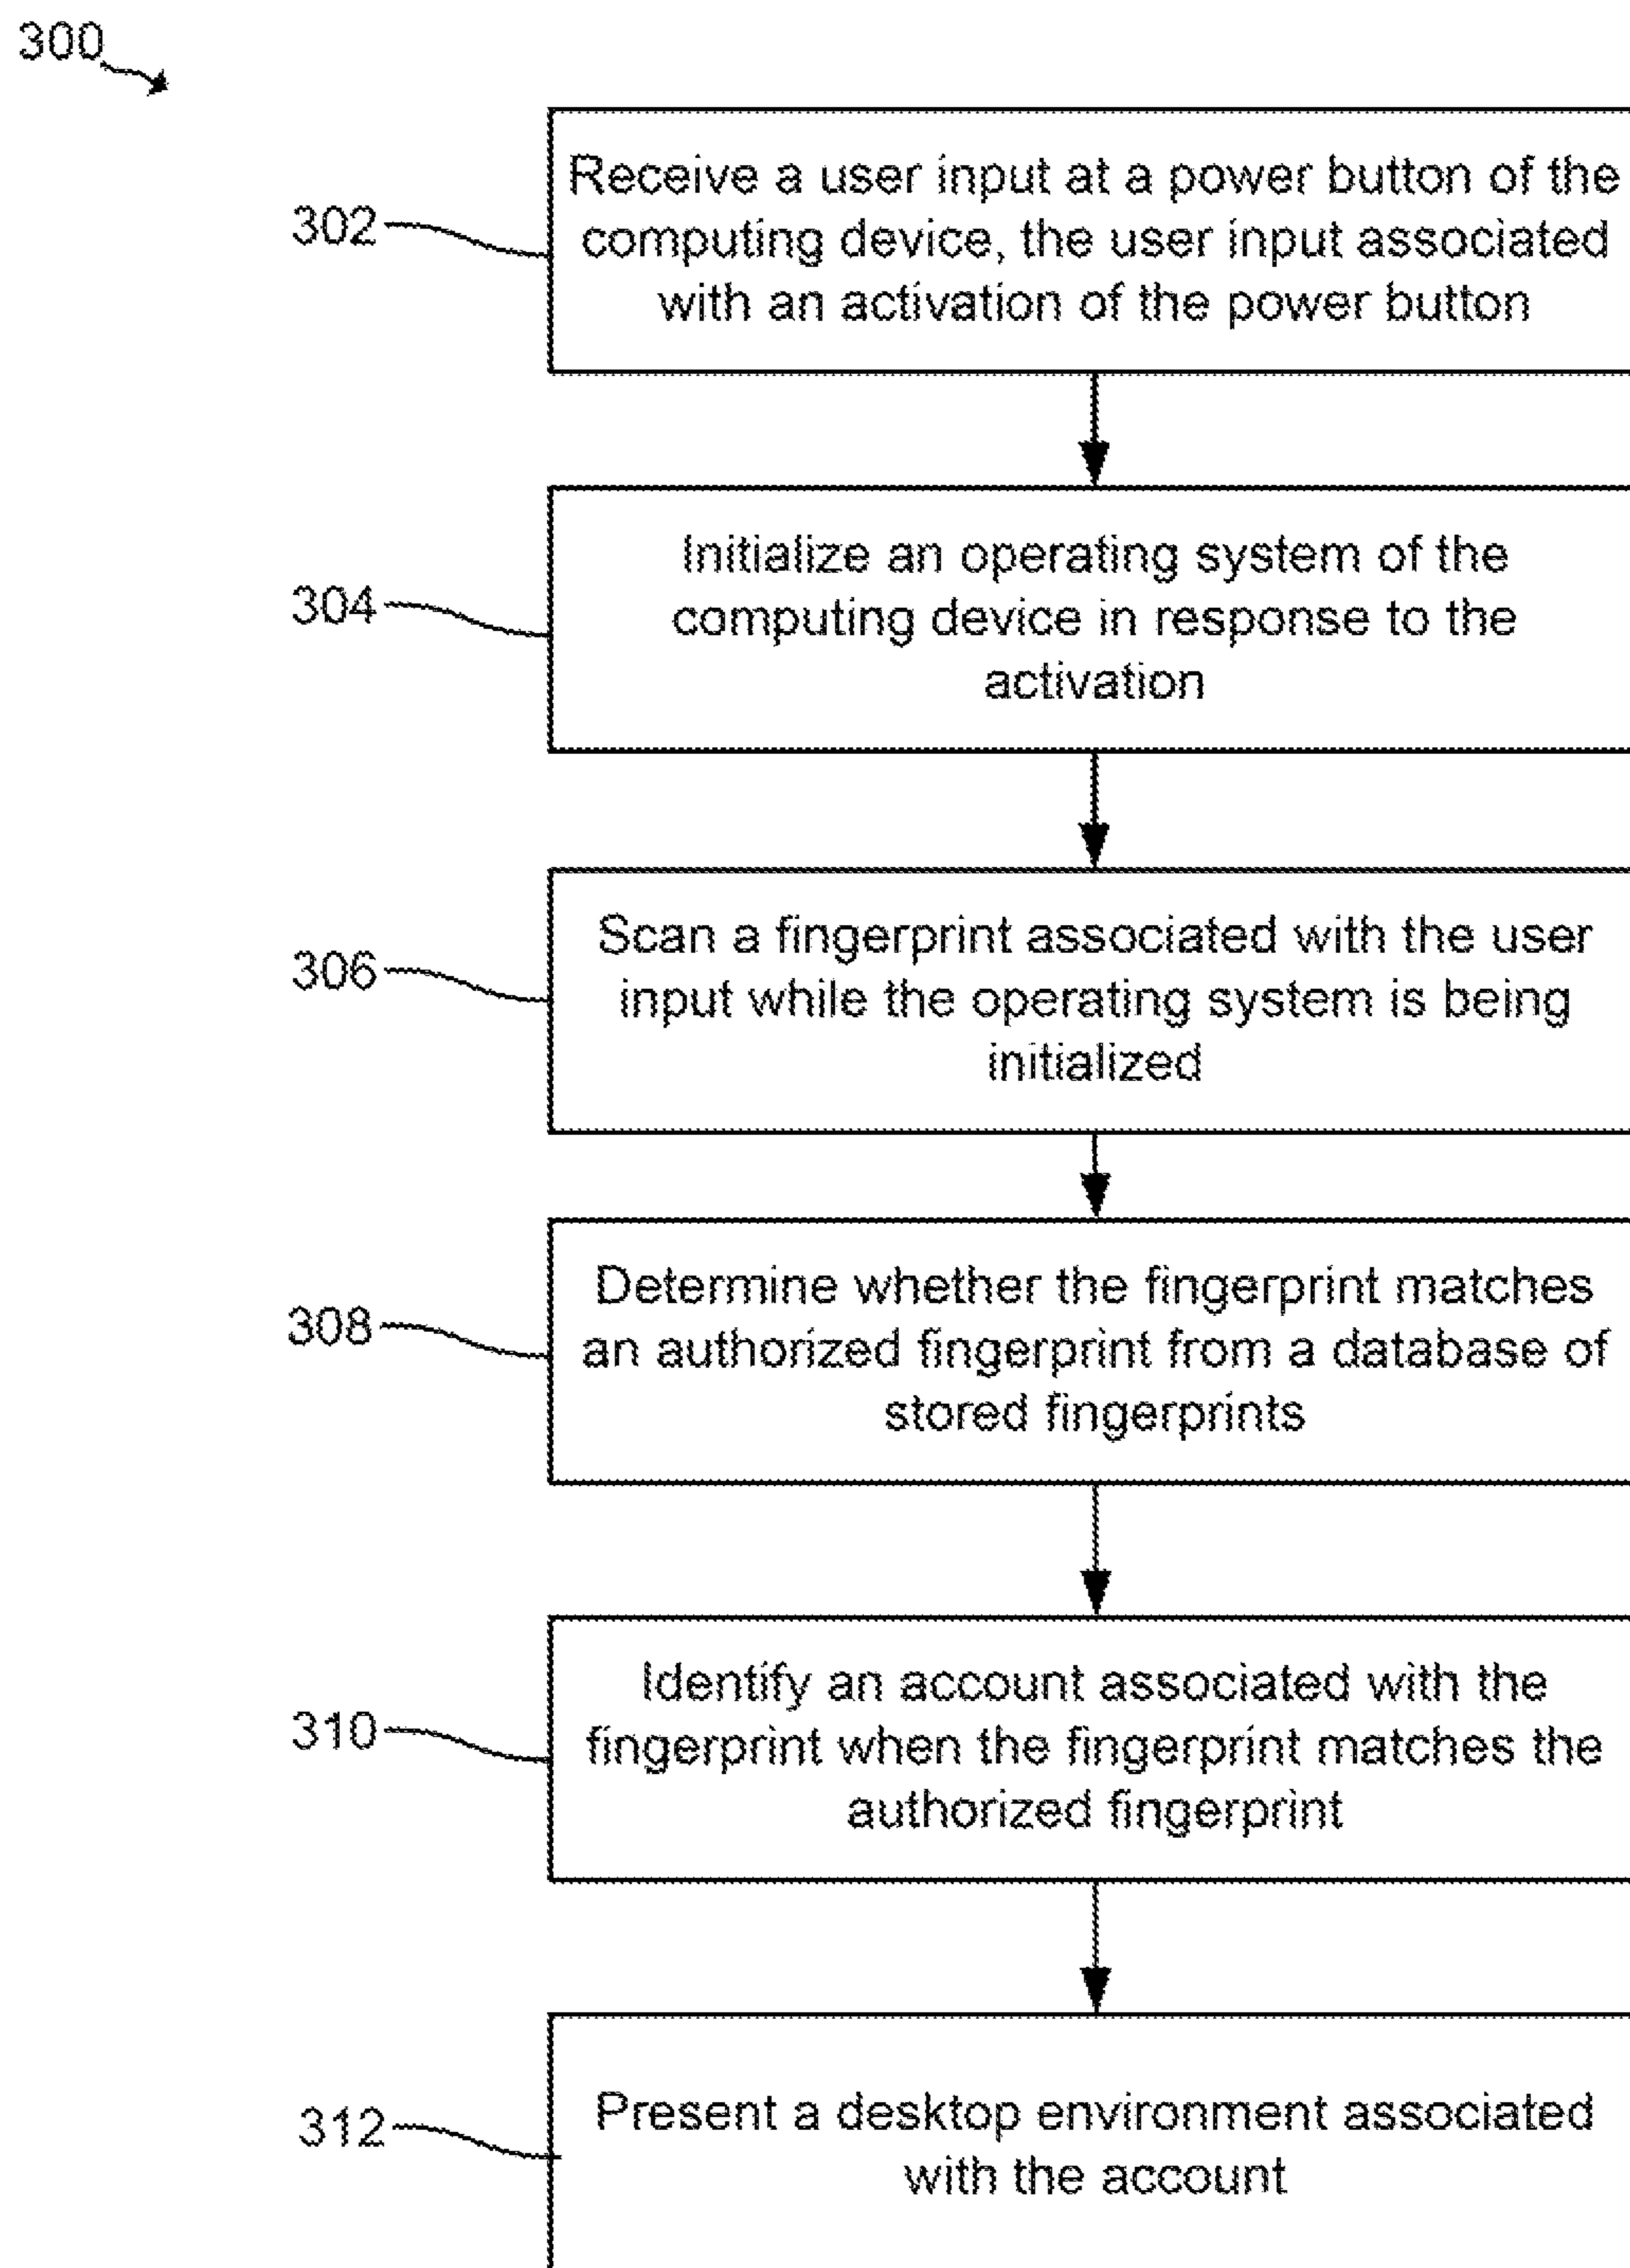 300
302
Receive a user input at a power button of the
computing device, the user input associated
with an activation of the power button
304
Initialize an operating system of the
computing device in response to the
activation
306
Scan a fingerprint associated with the user
input while the operating system is being
initialized
308
Determine whether the fingerprint matches
an authorized fingerprint from a database of
stored fingerprints
310
Identify an account associated with the
fingerprint when the fingerprint matches the
authorized fingerprint
312
Present a desktop environment associated
with the account